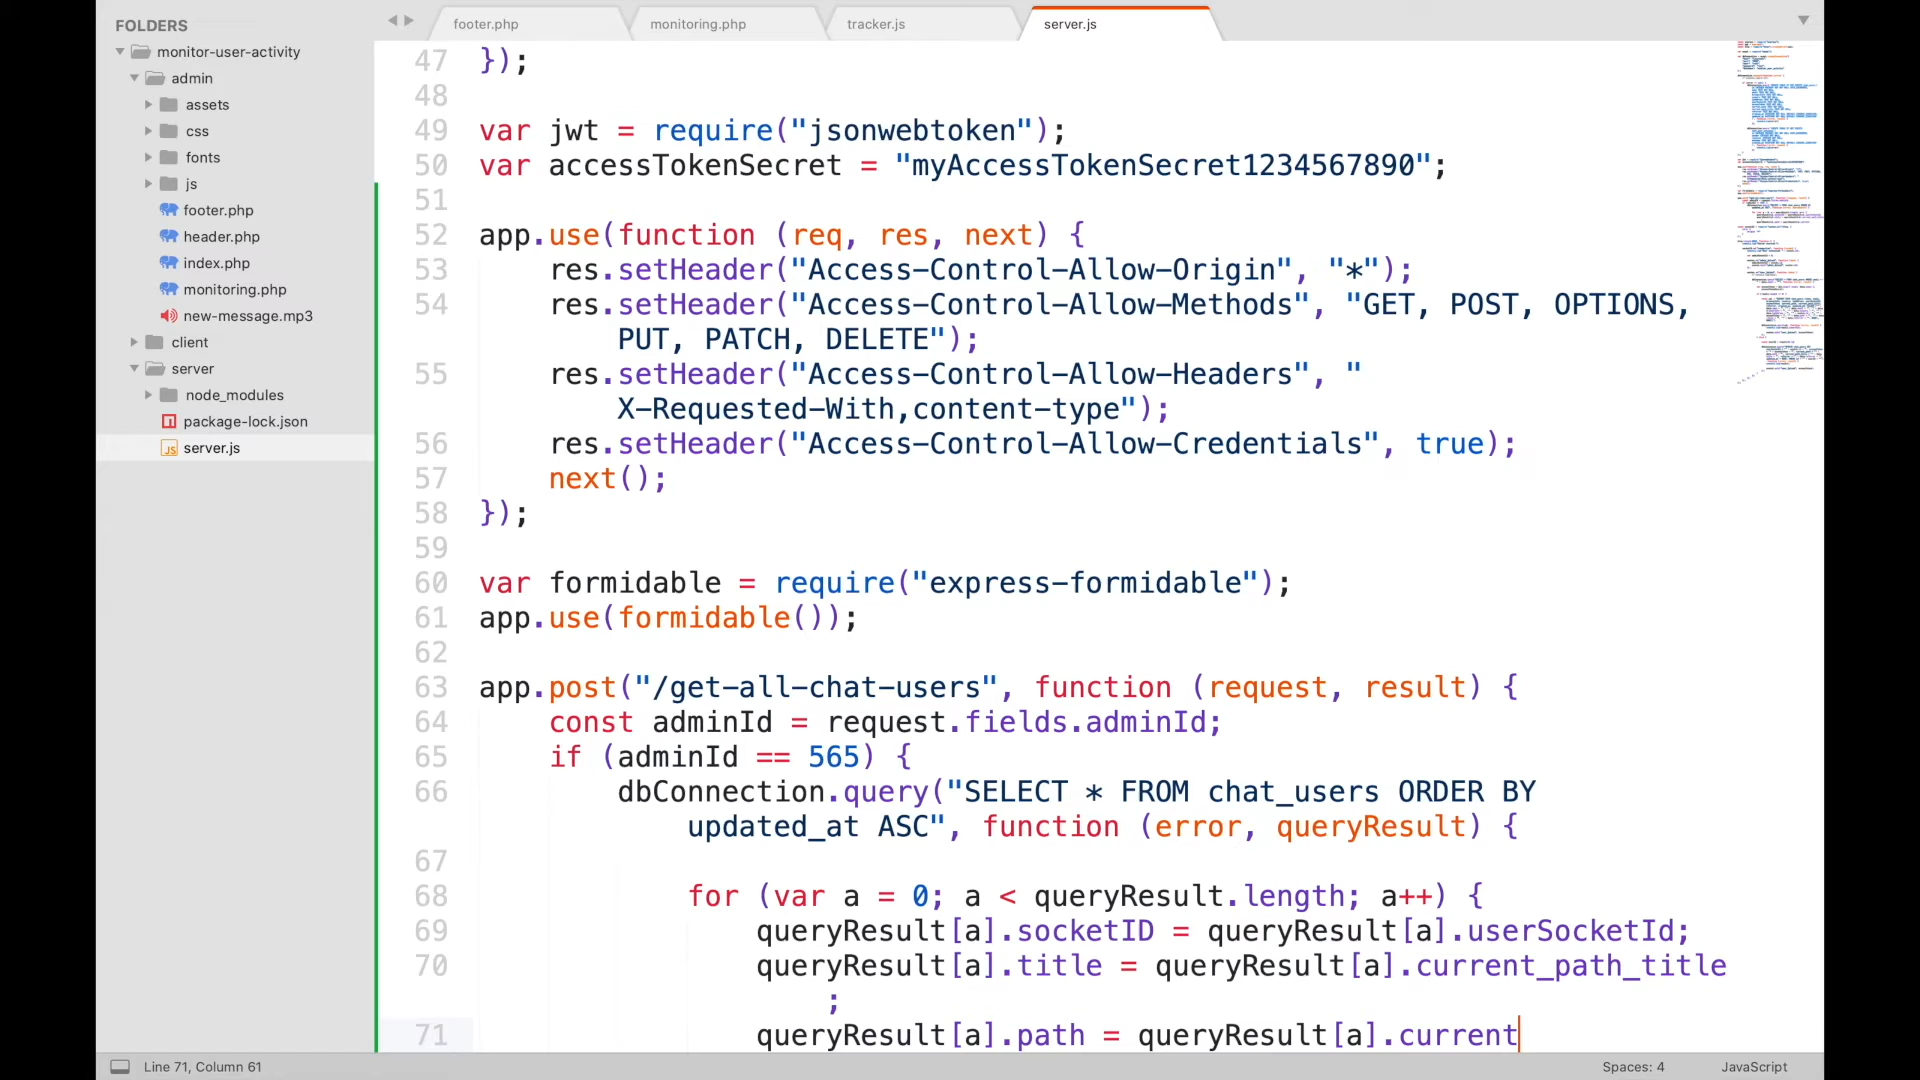 FOLDERS
monitor-user-activity
admin
assets
css
fonts
js
footer.php
header.php
index.php
monitoring.php
new-message.mp3
client
server
node_modules
package-lock.json
server.js
footer.php
monitoring.php
tracker.js
server.js
47 });
48
49 var jwt = require("jsonwebtoken");
50 var accessTokenSecret = "myAccessTokenSecret1234567890";
51
52 app.use(function (req, res, next) {
53 res.setHeader("Access-Control-Allow-Origin", "*");
54 res.setHeader("Access-Control-Allow-Methods", "GET, POST, OPTIONS,
PUT, PATCH, DELETE");
55 res.setHeader("Access-Control-Allow-Headers", "
X-Requested-With,content-type");
56 res.setHeader("Access-Control-Allow-Credentials", true);
57 next();
58 });
59
60 var formidable = require("express-formidable");
61 app.use(formidable());
62
63 app.post("/get-all-chat-users", function (request, result) {
64 const adminId = request.fields.adminId;
65 if (adminId == 565) {
66 dbConnection.query("SELECT * FROM chat_users ORDER BY
updated_at ASC", function (error, queryResult) {
67
68 for (var a = 0; a < queryResult.length; a++) {
69 queryResult[a].socketID = queryResult[a].userSocketId;
70 queryResult[a].title = queryResult[a].current_path_title
;
71 queryResult[a].path = queryResult[a].current
Line 71, Column 61
Spaces: 4
JavaScript